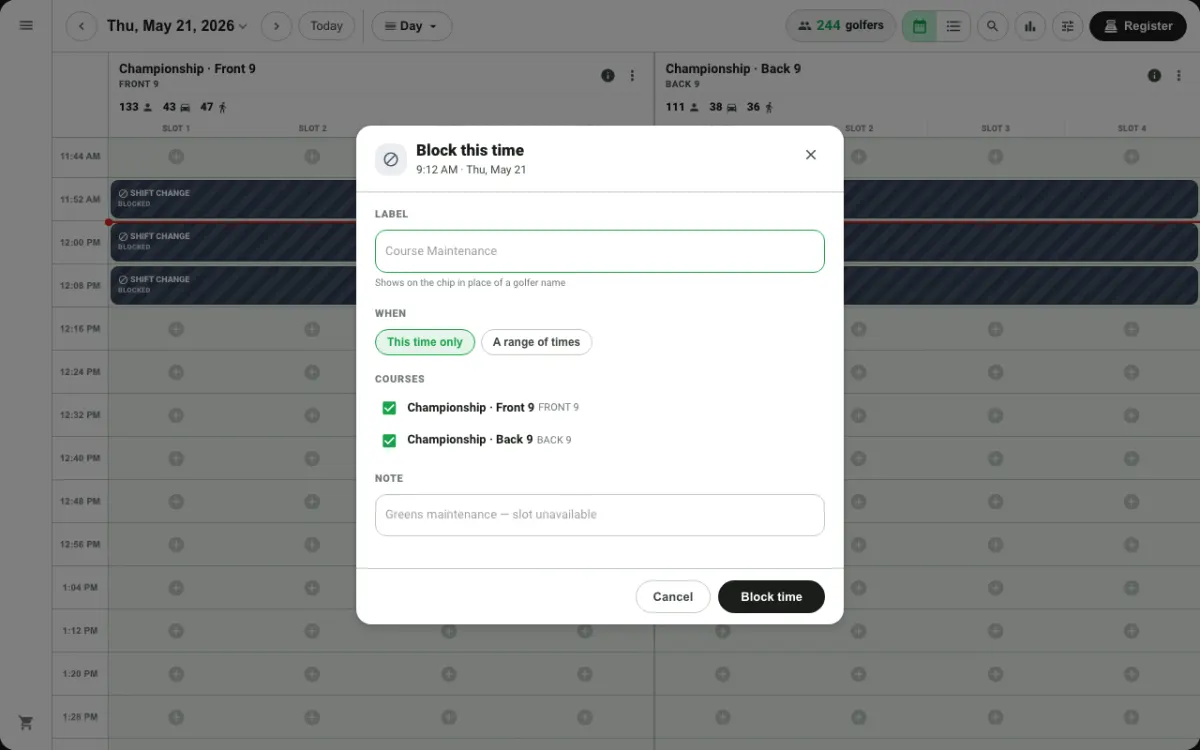 Thu, May 21, 2026
Today
Day
244 golfers
Register
Championship · Front 9
FRONT 9
133 43 47
SLOT 1 SLOT 2
Championship · Back 9
BACK 9
111 38 36
SLOT 2 SLOT 3 SLOT 4
11:44 AM
11:52 AM
SHIFT CHANGE
BLOCKED
12:00 PM
SHIFT CHANGE
BLOCKED
12:08 PM
SHIFT CHANGE
BLOCKED
12:16 PM
12:24 PM
12:32 PM
12:40 PM
12:48 PM
12:56 PM
1:04 PM
1:12 PM
1:20 PM
1:28 PM
Block this time
9:12 AM · Thu, May 21
LABEL
Course Maintenance
Shows on the chip in place of a golfer name
WHEN
This time only
A range of times
COURSES
Championship · Front 9 FRONT 9
Championship · Back 9 BACK 9
NOTE
Greens maintenance — slot unavailable
Cancel
Block time